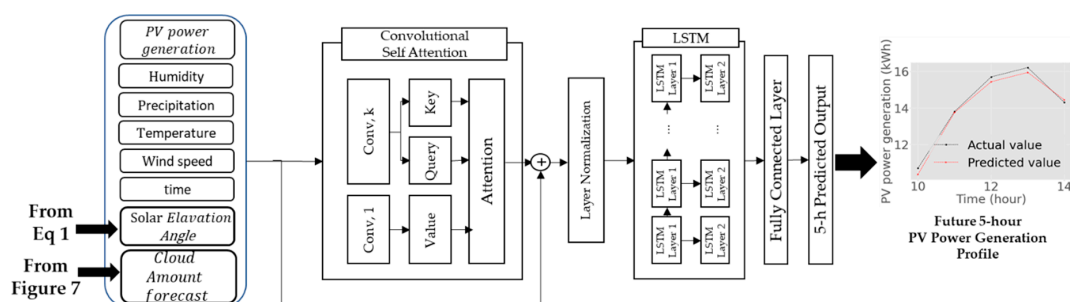 PV power
generation
Humidity
Precipitation
Temperature
Wind speed
time
Solar Elavation
Angle
Cloud
Amount
forecast
From
Eq 1
From
Figure 7
Convolutional
Self Attention
Conv, k
Conv, 1
Key
Query
Value
Attention
+
Layer Normalization
LSTM
LSTM
Layer 1
LSTM
Layer 2
...
...
LSTM
Layer 1
LSTM
Layer 2
LSTM
Layer 1
LSTM
Layer 2
Fully Connected Layer
5-h Predicted Output
PV power generation (kWh)
16
14
12
10
12
14
Actual value
Predicted value
Time (hour)
Future 5-hour
PV Power Generation
Profile